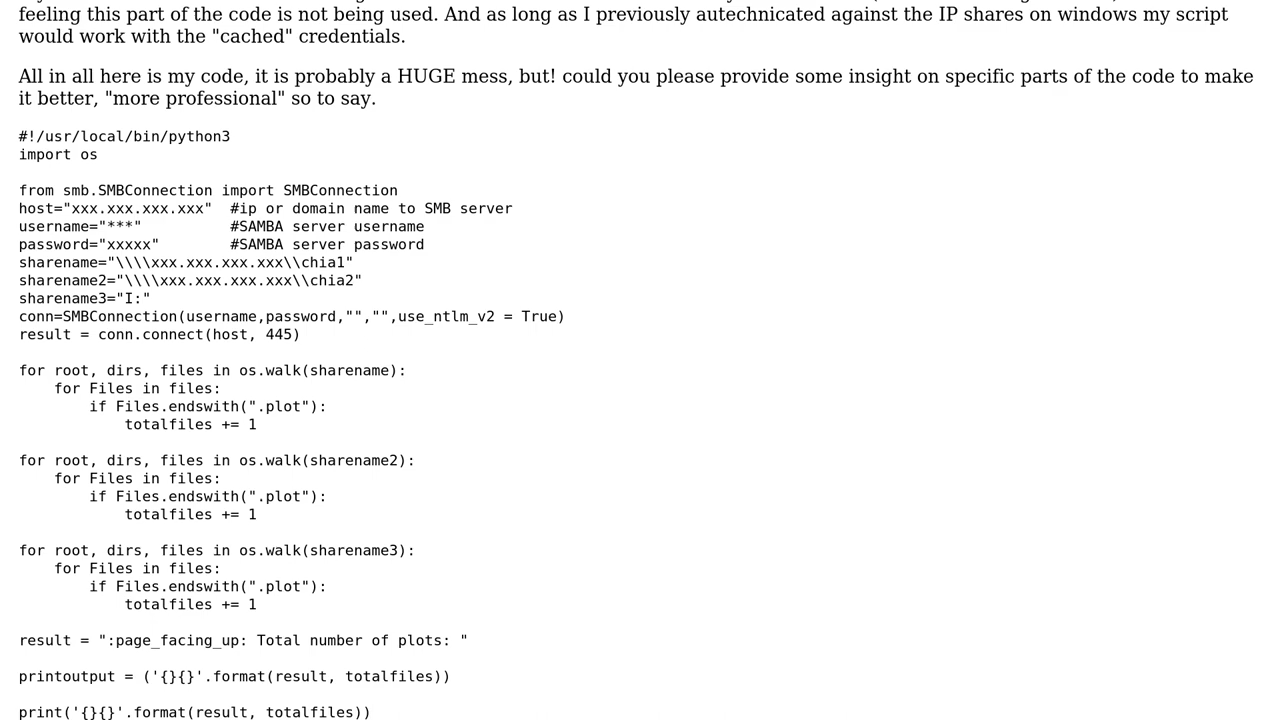 feeling this part of the code is not being used. And as long as I previously autechnicated against the IP shares on windows my script
would work with the "cached" credentials.
All in all here is my code, it is probably a HUGE mess, but! could you please provide some insight on specific parts of the code to make
it better, "more professional" so to say.
#!/usr/local/bin/python3
import os
from smb.SMBConnection import SMBConnection
host="xxx.xxx.xxx.xxx"  #ip or domain name to SMB server
username="***"          #SAMBA server username
password="xxxxx"        #SAMBA server password
sharename="\\\\xxx.xxx.xxx.xxx\\chia1"
sharename2="\\\\xxx.xxx.xxx.xxx\\chia2"
sharename3="I:"
conn=SMBConnection(username,password,"","",use_ntlm_v2 = True)
result = conn.connect(host, 445)
for root, dirs, files in os.walk(sharename):
    for Files in files:
        if Files.endswith(".plot"):
            totalfiles += 1
for root, dirs, files in os.walk(sharename2):
    for Files in files:
        if Files.endswith(".plot"):
            totalfiles += 1
for root, dirs, files in os.walk(sharename3):
    for Files in files:
        if Files.endswith(".plot"):
            totalfiles += 1
result = ":page_facing_up: Total number of plots: "
printoutput = ('{}{}'.format(result, totalfiles))
print('{}{}'.format(result, totalfiles))